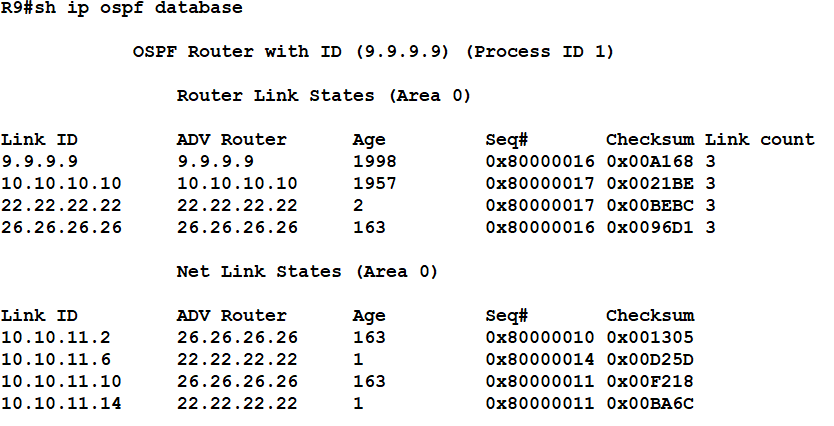 R9#sh ip ospf database
OSPF Router with ID (9.9.9.9) (Process ID 1)
Router Link States (Area 0)
Link ID ADV Router Age Seq# Checksum Link count
9.9.9.9 9.9.9.9 1998 0x80000016 0x00A168 3
10.10.10.10 10.10.10.10 1957 0x80000017 0x0021BE 3
22.22.22.22 22.22.22.22 2 0x80000017 0x00BEBC 3
26.26.26.26 26.26.26.26 163 0x80000016 0x0096D1 3
Net Link States (Area 0)
Link ID ADV Router Age Seq# Checksum
10.10.11.2 26.26.26.26 163 0x80000010 0x001305
10.10.11.6 22.22.22.22 1 0x80000014 0x00D25D
10.10.11.10 26.26.26.26 163 0x80000011 0x00F218
10.10.11.14 22.22.22.22 1 0x80000011 0x00BA6C